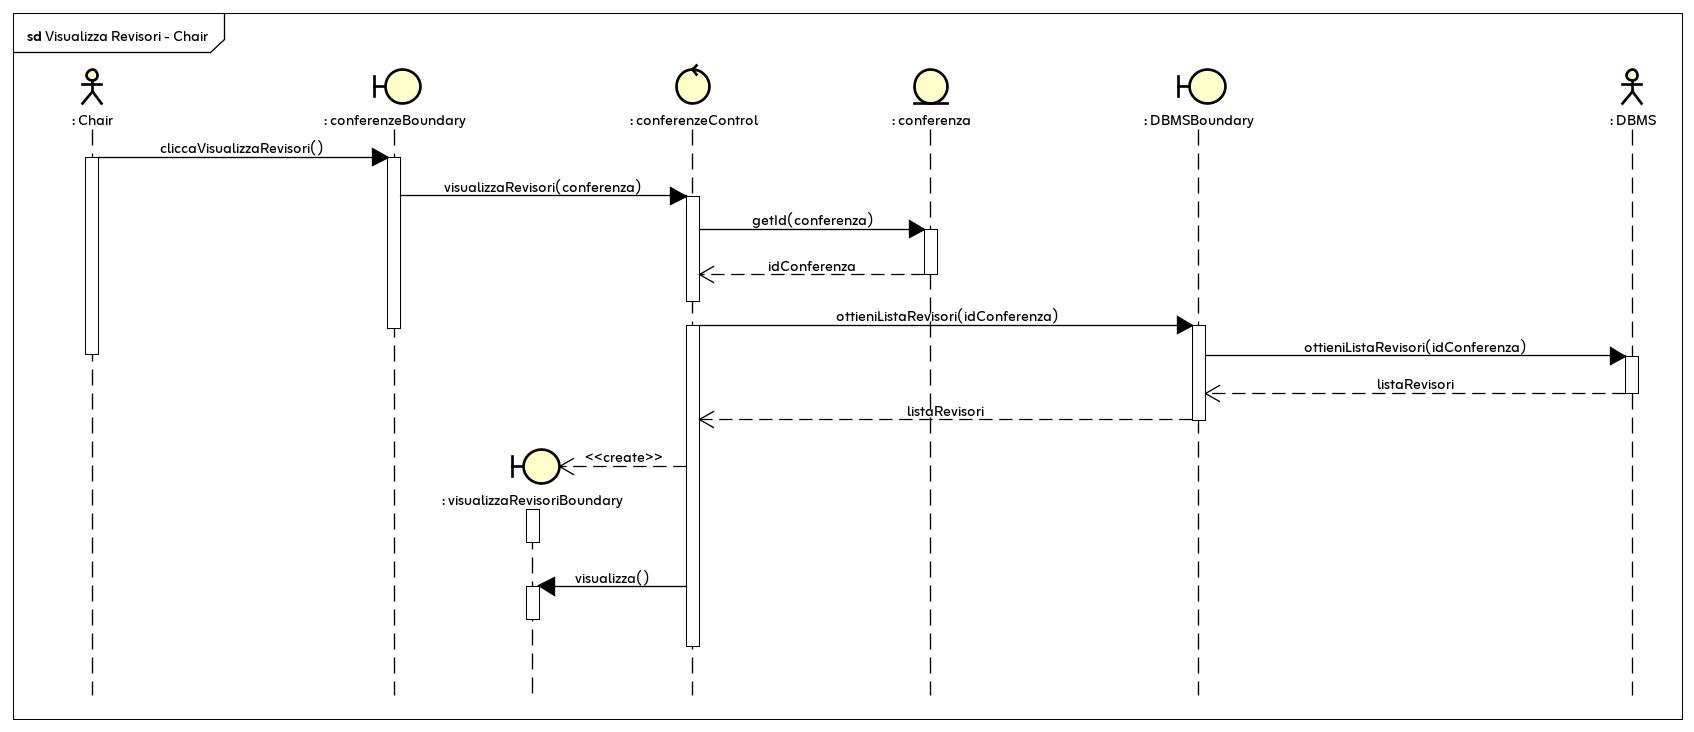 sd Visualizza Revisori - Chair
: Chair
: conferenzeBoundary
: conferenzeControl
: conferenza
: DBMSBoundary
: DBMS
cliccaVisualizzaRevisori()
visualizzaRevisori(conferenza)
getId(conferenza)
idConferenza
ottieniListaRevisori(idConferenza)
ottieniListaRevisori(idConferenza)
listaRevisori
listaRevisori
<<create>>
: visualizzaRevisoriBoundary
visualizza()